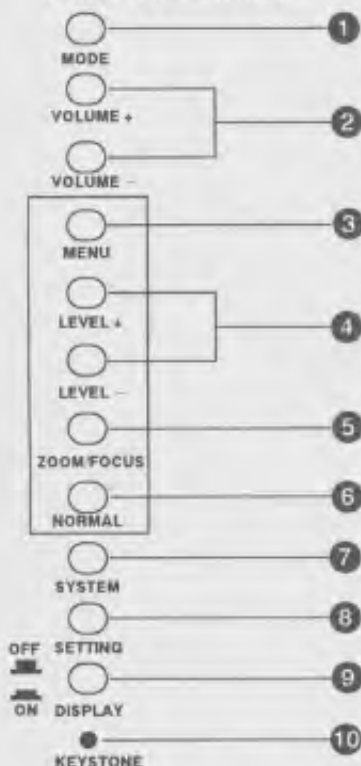 MODE
1
VOLUME +
2
VOLUME −
3
MENU
LEVEL +
4
LEVEL −
5
ZOOM/FOCUS
6
NORMAL
7
SYSTEM
8
OFF SETTING
9
ON DISPLAY
10
KEYSTONE